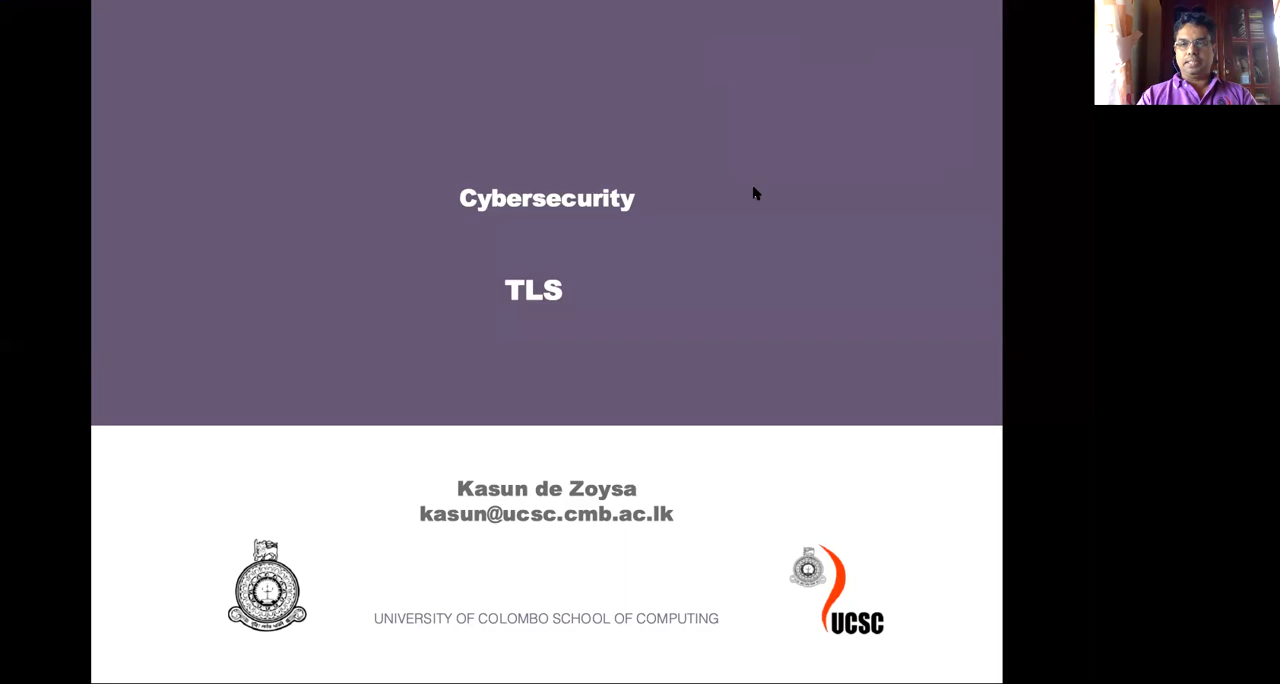 Cybersecurity
TLS
Kasun de Zoysa
kasun@ucsc.cmb.ac.lk
UNIVERSITY OF COLOMBO SCHOOL OF COMPUTING
UCSC